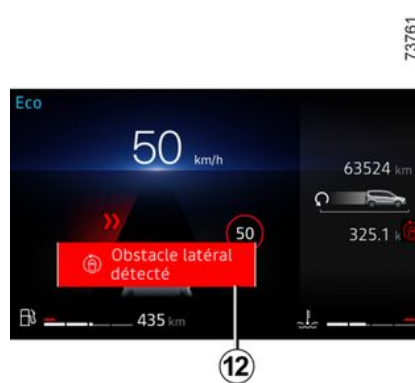 73761
Eco
50 km/h
63524 km
50
325.1 k
Obstacle latéral
détecté
435 km
12